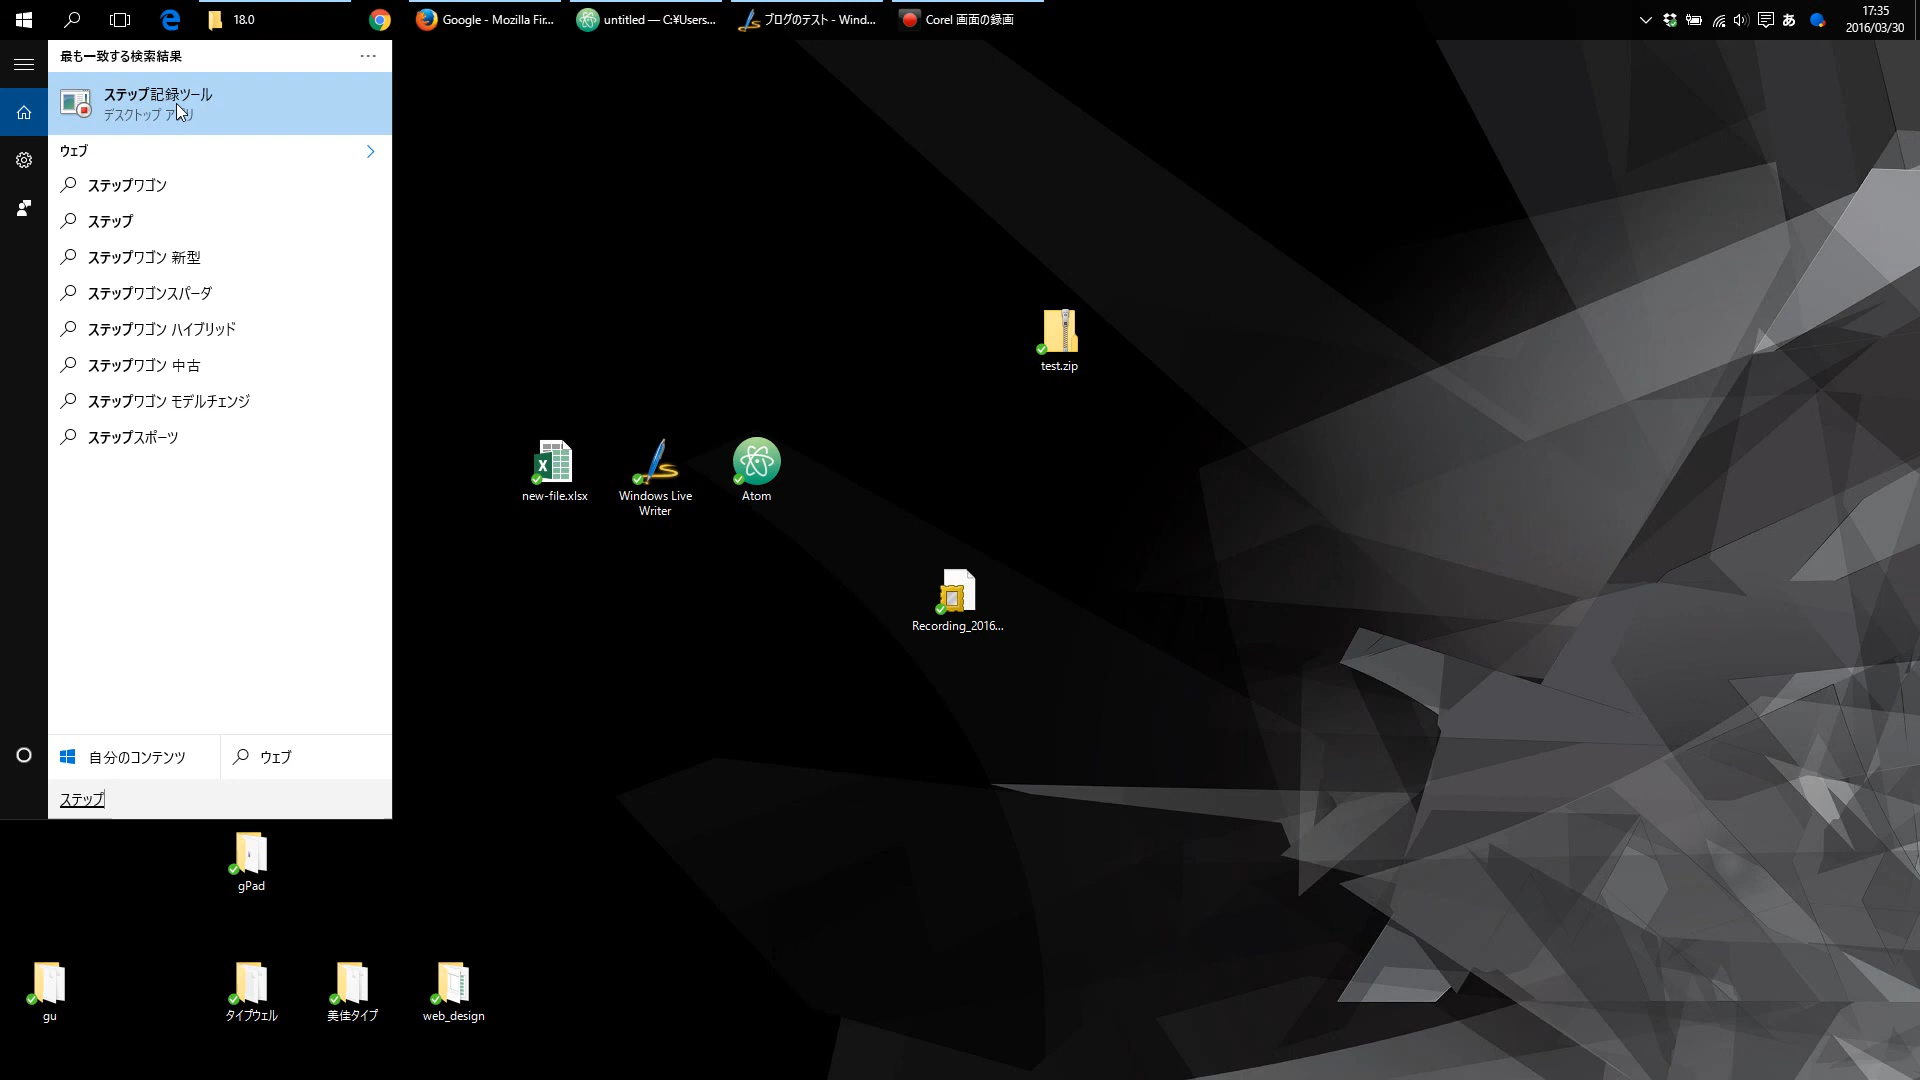 18.0
Google - Mozilla Fir...
untitled — C:¥Users...
ブログのテスト - Wind...
Corel 画面の録画
あ
17:35
2016/03/30
最も一致する検索結果
ステップ記録ツール
デスクトップ アプリ
ウェブ
ステップワゴン
ステップ
ステップワゴン 新型
ステップワゴンスパーダ
ステップワゴン ハイブリッド
ステップワゴン 中古
ステップワゴン モデルチェンジ
ステップスポーツ
自分のコンテンツ
ウェブ
ステップ
test.zip
new-file.xlsx
Windows Live
Writer
Atom
Recording_2016...
gPad
gu
タイプウェル
美佳タイプ
web_design